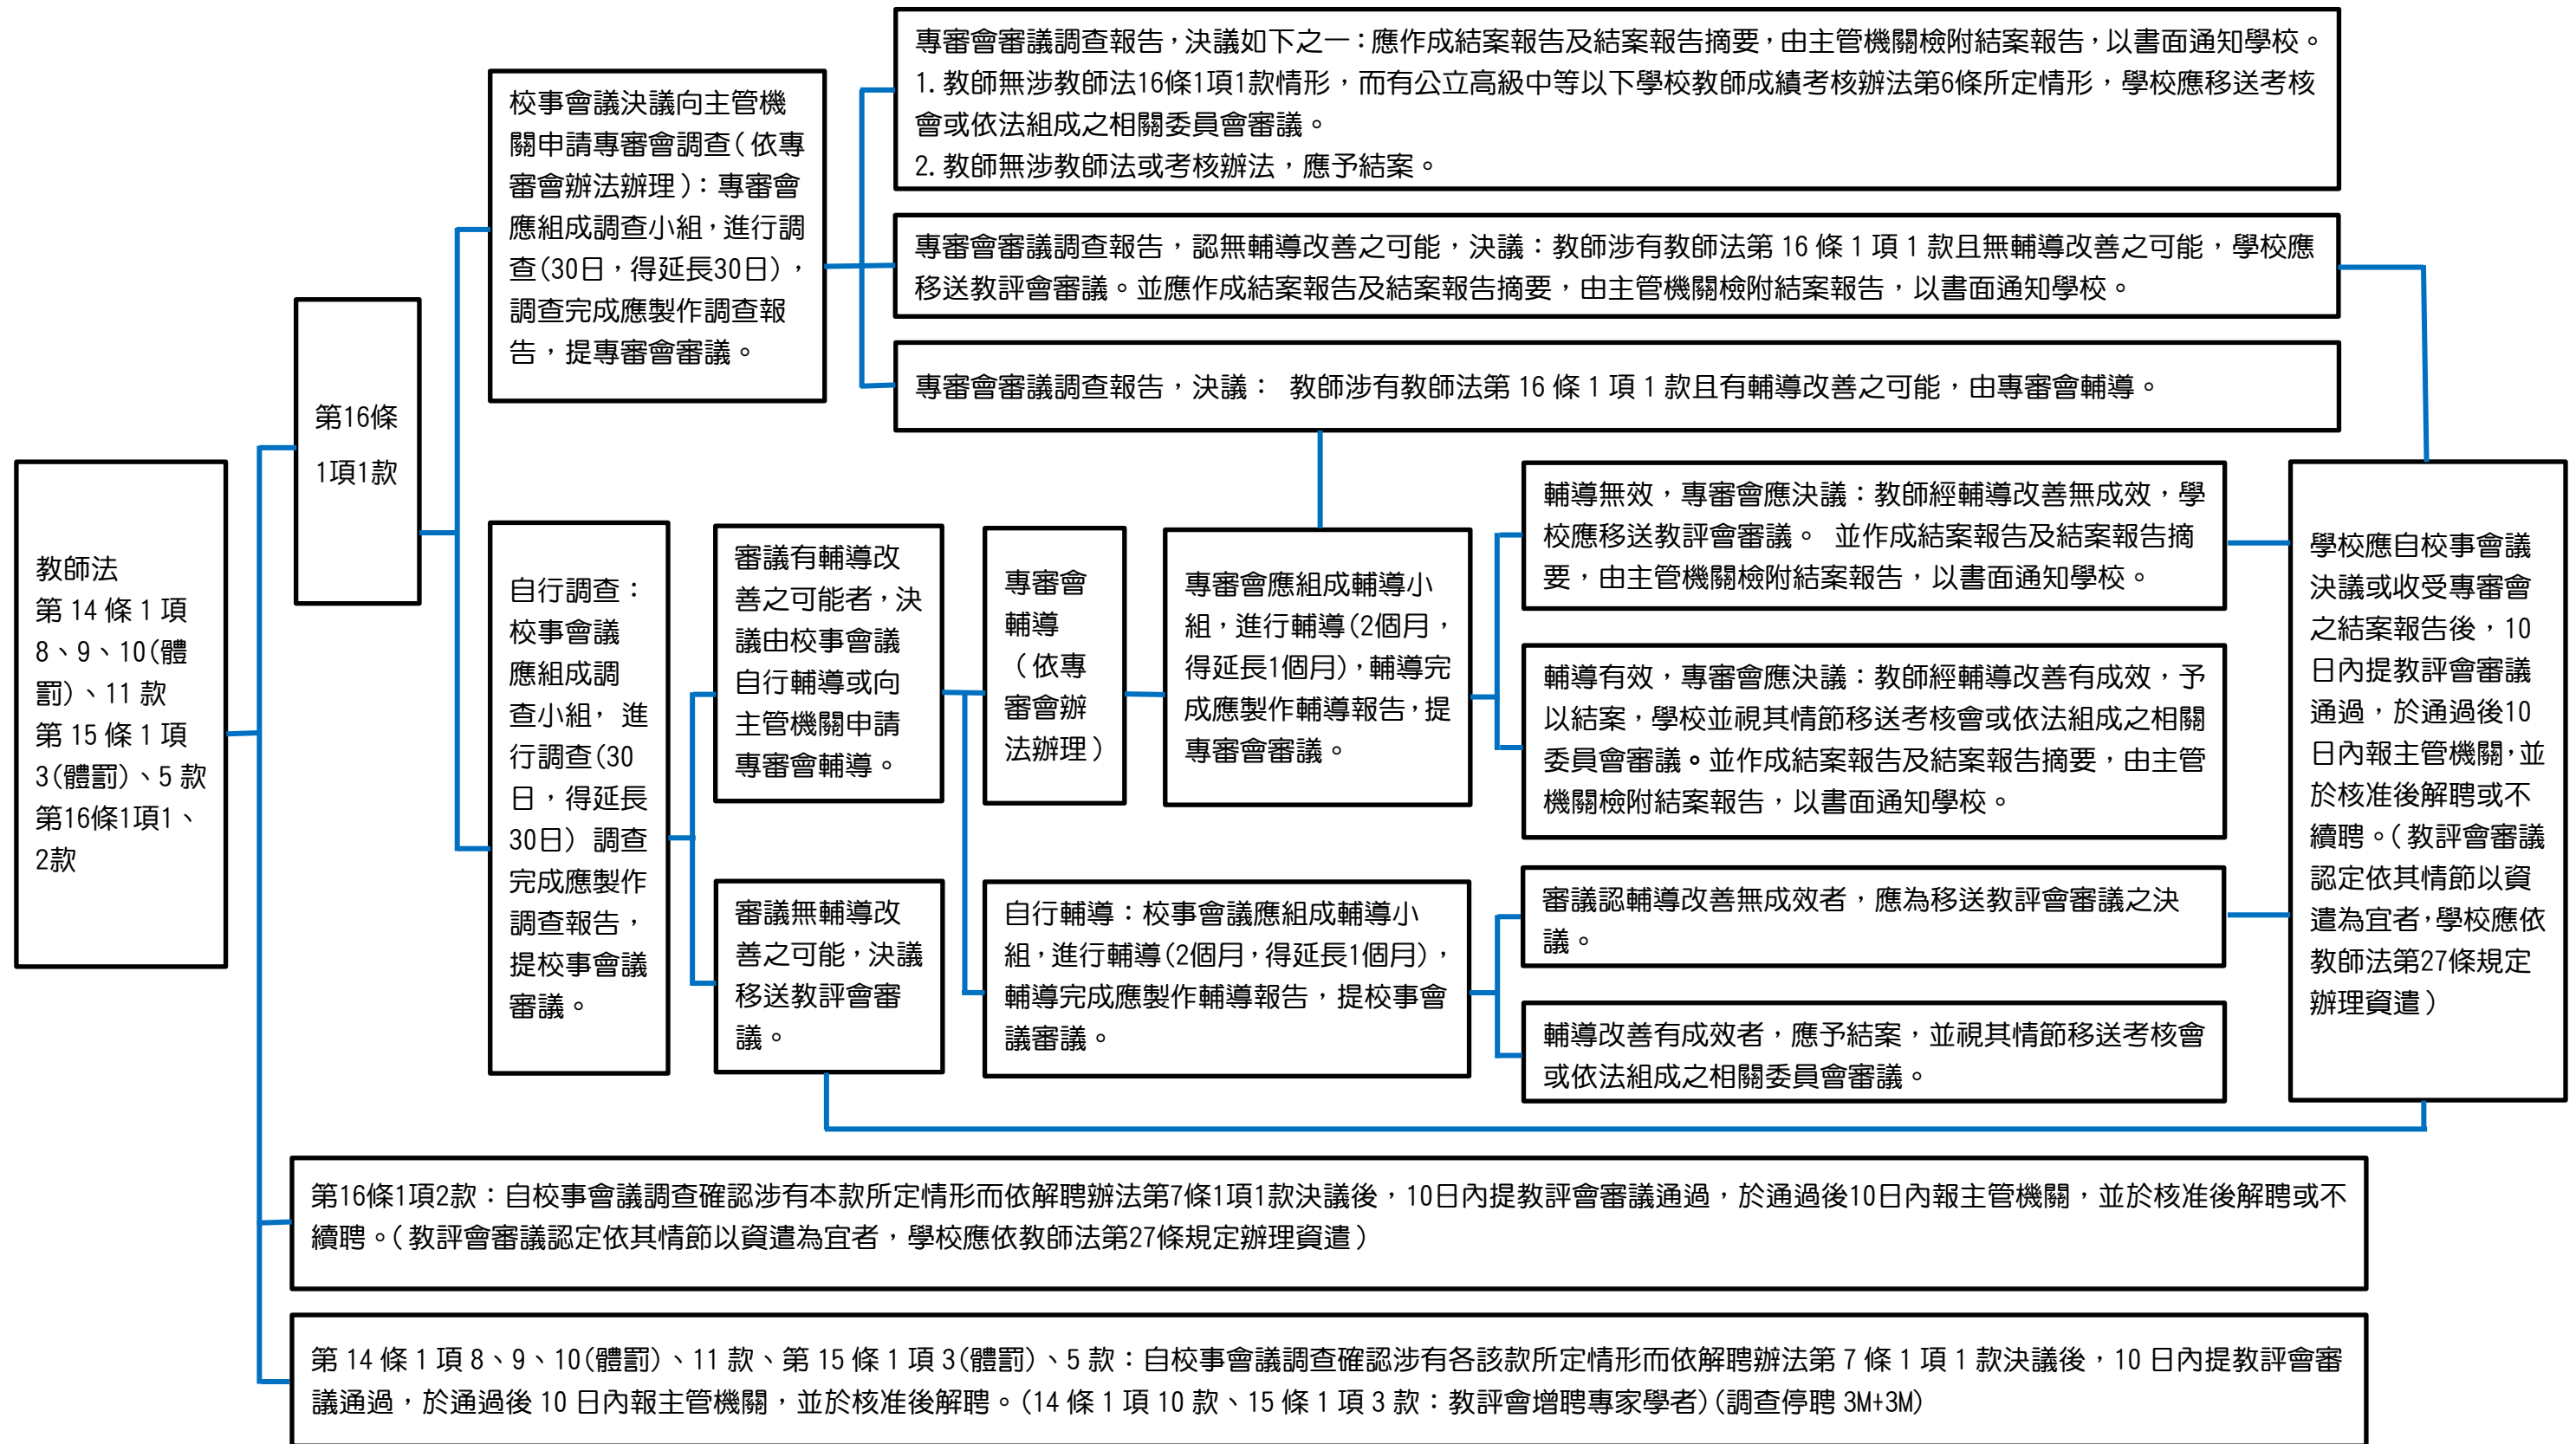 教師法
第 14 條 1 項
8、9、10(體
罰)、11 款
第 15 條 1 項
3(體罰)、5 款
第16條1項1、
2款
第16條
1項1款
校事會議決議向主管機
關申請專審會調查(依專
審會辦法辦理):專審會
應組成調查小組,進行調
查(30日,得延長30日),
調查完成應製作調查報
告,提專審會審議。
專審會審議調查報告,決議如下之一:應作成結案報告及結案報告摘要,由主管機關檢附結案報告,以書面通知學校。
1. 教師無涉教師法16條1項1款情形,而有公立高級中等以下學校教師成績考核辦法第6條所定情形,學校應移送考核
會或依法組成之相關委員會審議。
2. 教師無涉教師法或考核辦法,應予結案。
專審會審議調查報告,認無輔導改善之可能,決議:教師涉有教師法第 16 條 1 項 1 款且無輔導改善之可能,學校應
移送教評會審議。並應作成結案報告及結案報告摘要,由主管機關檢附結案報告,以書面通知學校。
專審會審議調查報告,決議: 教師涉有教師法第 16 條 1 項 1 款且有輔導改善之可能,由專審會輔導。
自行調查:
校事會議
應組成調
查小組, 進
行調查(30
日,得延長
30日) 調查
完成應製作
調查報告,
提校事會議
審議。
審議有輔導改
善之可能者,決
議由校事會議
自行輔導或向
主管機關申請
專審會輔導。
審議無輔導改
善之可能,決議
移送教評會審
議。
專審會
輔導
(依專
審會辦
法辦理)
專審會應組成輔導小
組,進行輔導(2個月,
得延長1個月),輔導完
成應製作輔導報告,提
專審會審議。
自行輔導:校事會議應組成輔導小
組,進行輔導(2個月,得延長1個月),
輔導完成應製作輔導報告,提校事會
議審議。
輔導無效,專審會應決議:教師經輔導改善無成效,學
校應移送教評會審議。 並作成結案報告及結案報告摘
要,由主管機關檢附結案報告,以書面通知學校。
輔導有效,專審會應決議:教師經輔導改善有成效,予
以結案,學校並視其情節移送考核會或依法組成之相關
委員會審議。並作成結案報告及結案報告摘要,由主管
機關檢附結案報告,以書面通知學校。
審議認輔導改善無成效者,應為移送教評會審議之決
議。
輔導改善有成效者,應予結案,並視其情節移送考核會
或依法組成之相關委員會審議。
學校應自校事會議
決議或收受專審會
之結案報告後,10
日內提教評會審議
通過,於通過後10
日內報主管機關,並
於核准後解聘或不
續聘。(教評會審議
認定依其情節以資
遣為宜者,學校應依
教師法第27條規定
辦理資遣)
第16條1項2款:自校事會議調查確認涉有本款所定情形而依解聘辦法第7條1項1款決議後,10日內提教評會審議通過,於通過後10日內報主管機關,並於核准後解聘或不
續聘。(教評會審議認定依其情節以資遣為宜者,學校應依教師法第27條規定辦理資遣)
第 14 條 1 項 8、9、10(體罰)、11 款、第 15 條 1 項 3(體罰)、5 款:自校事會議調查確認涉有各該款所定情形而依解聘辦法第 7 條 1 項 1 款決議後,10 日內提教評會審
議通過,於通過後 10 日內報主管機關,並於核准後解聘。(14 條 1 項 10 款、15 條 1 項 3 款:教評會增聘專家學者)(調查停聘 3M+3M)